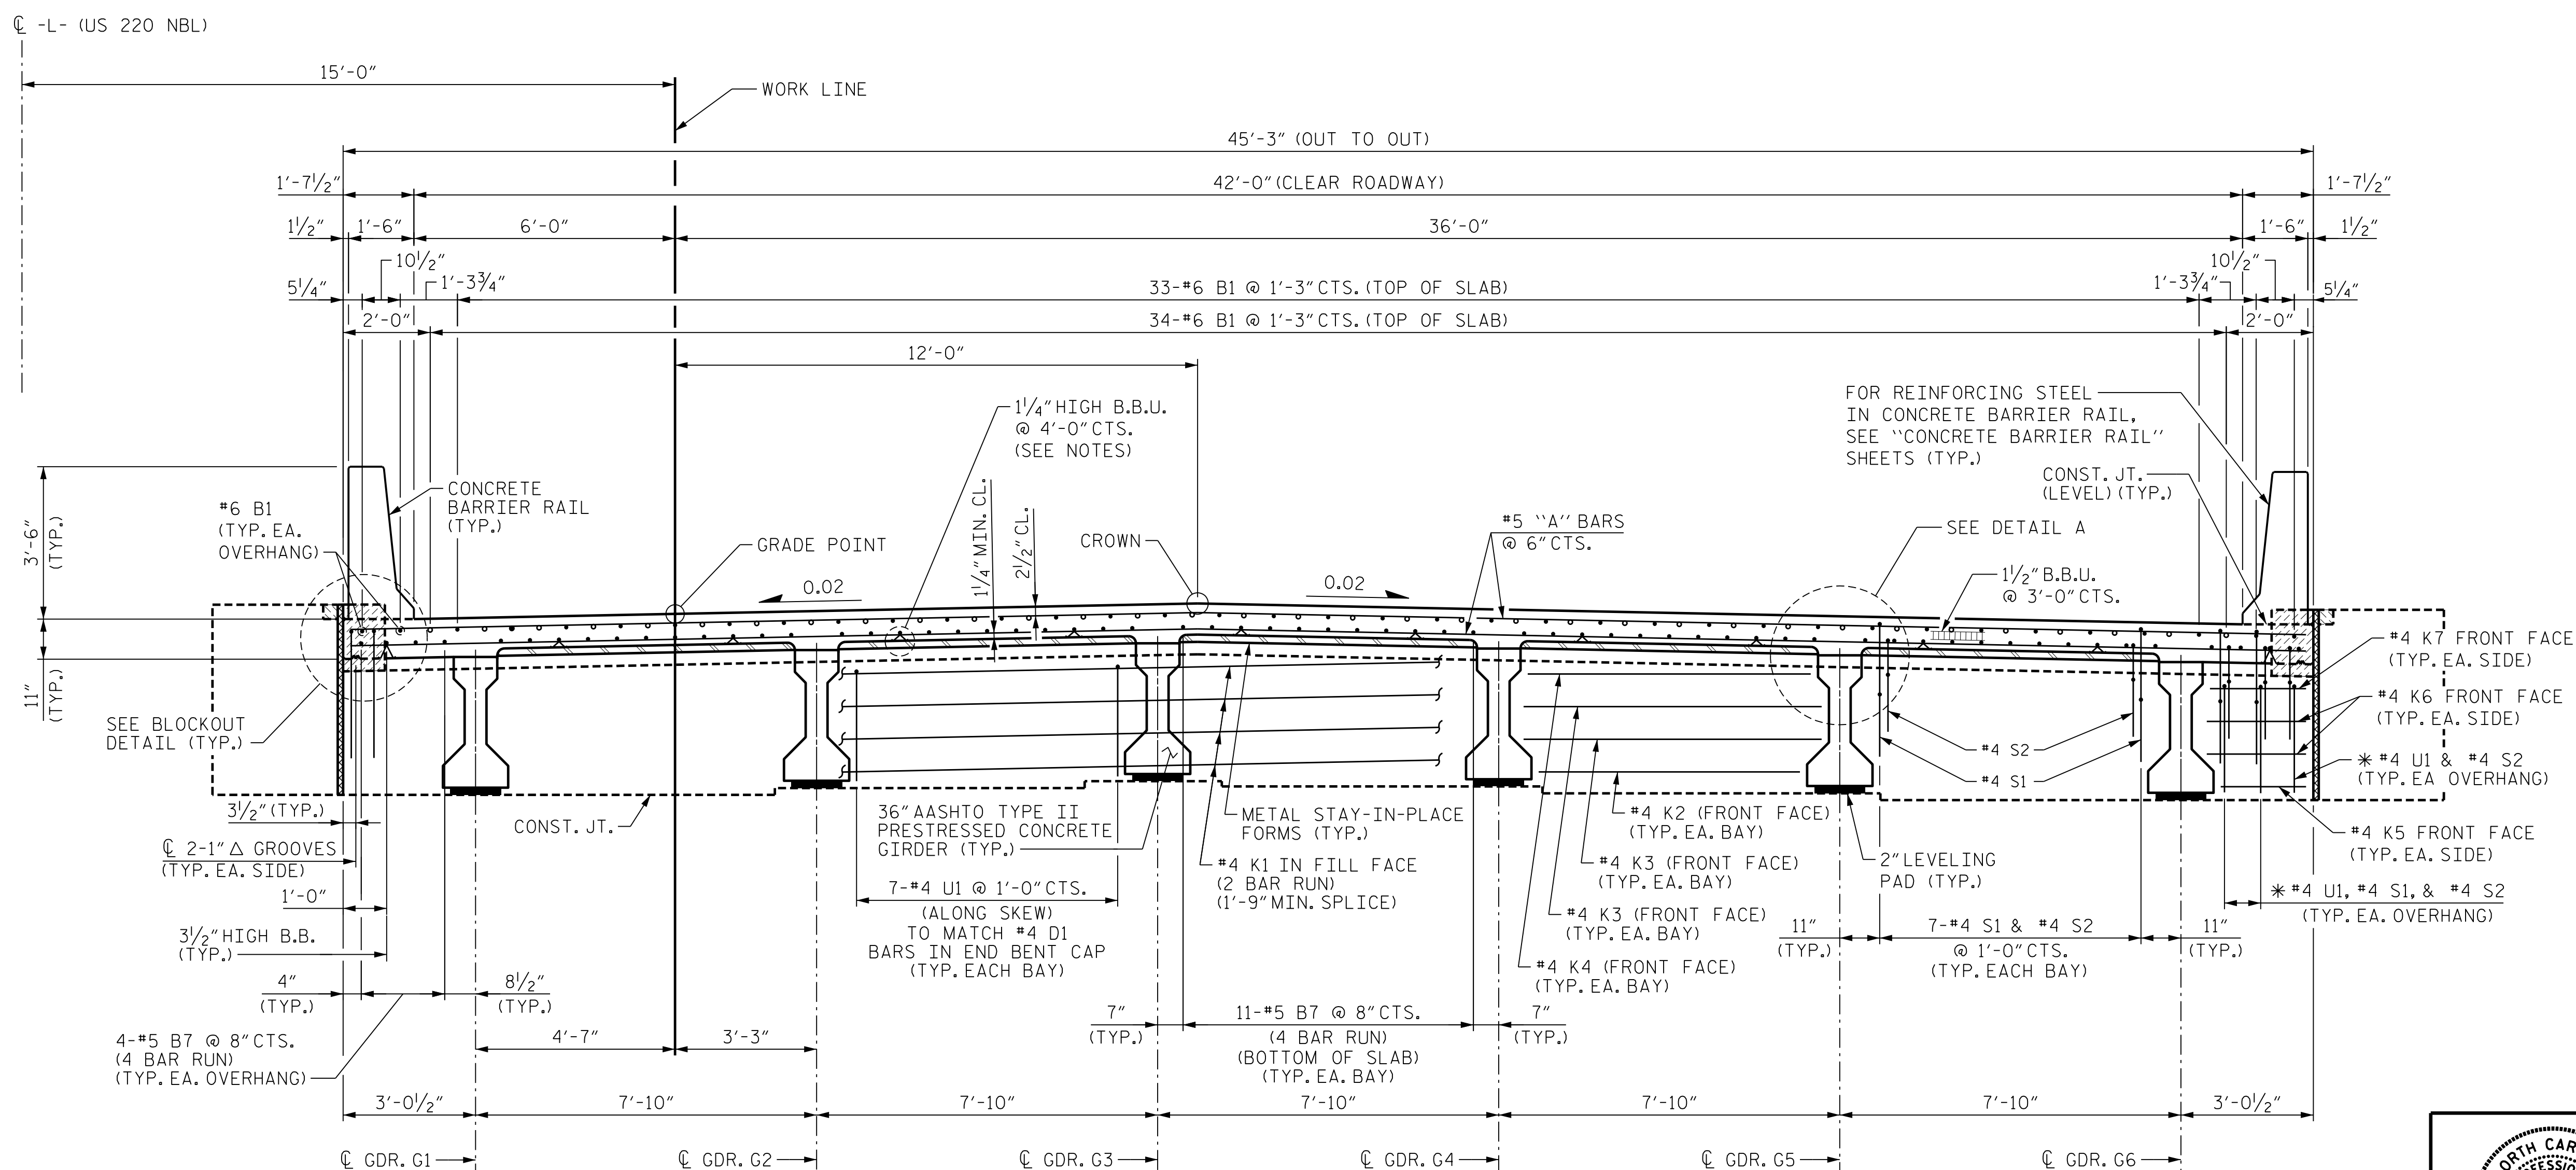 ℄ -L- (US 220 NBL)
15'-0"
WORK LINE
45'-3" (OUT TO OUT)
1'-7½"
42'-0" (CLEAR ROADWAY)
1'-7½"
1½"
1'-6"
6'-0"
36'-0"
1'-6"
1½"
10½"
10½"
5¼"
1'-3¾"
33-#6 B1 @ 1'-3" CTS. (TOP OF SLAB)
1'-3¾"
5¼"
2'-0"
34-#6 B1 @ 1'-3" CTS. (TOP OF SLAB)
2'-0"
12'-0"
1¼" HIGH B.B.U.
@ 4'-0" CTS.
(SEE NOTES)
FOR REINFORCING STEEL
IN CONCRETE BARRIER RAIL,
SEE "CONCRETE BARRIER RAIL"
SHEETS (TYP.)
CONST. JT.
(LEVEL) (TYP.)
3'-6"
(TYP.)
#6 B1
(TYP. EA.
OVERHANG)
CONCRETE
BARRIER RAIL
(TYP.)
GRADE POINT
1¼" MIN. CL.
2½" CL.
CROWN
#5 "A" BARS
@ 6" CTS.
SEE DETAIL A
0.02
0.02
1½" B.B.U.
@ 3'-0" CTS.
11"
(TYP.)
#4 K7 FRONT FACE
(TYP. EA. SIDE)
#4 K6 FRONT FACE
(TYP. EA. SIDE)
SEE BLOCKOUT
DETAIL (TYP.)
#4 S2
#4 S1
✳ #4 U1 & #4 S2
(TYP. EA OVERHANG)
3½" (TYP.)
CONST. JT.
36" AASHTO TYPE II
PRESTRESSED CONCRETE
GIRDER (TYP.)
METAL STAY-IN-PLACE
FORMS (TYP.)
#4 K2 (FRONT FACE)
(TYP. EA. BAY)
#4 K5 FRONT FACE
(TYP. EA. SIDE)
℄ 2-1" △ GROOVES
(TYP. EA. SIDE)
#4 K1 IN FILL FACE
(2 BAR RUN)
(1'-9" MIN. SPLICE)
#4 K3 (FRONT FACE)
(TYP. EA. BAY)
2" LEVELING
PAD (TYP.)
1'-0"
7-#4 U1 @ 1'-0" CTS.
(ALONG SKEW)
TO MATCH #4 D1
BARS IN END BENT CAP
(TYP. EACH BAY)
#4 K3 (FRONT FACE)
(TYP. EA. BAY)
✳ #4 U1, #4 S1, & #4 S2
(TYP. EA. OVERHANG)
3½" HIGH B.B.
(TYP.)
#4 K4 (FRONT FACE)
(TYP. EA. BAY)
11"
(TYP.)
7-#4 S1 & #4 S2
@ 1'-0" CTS.
(TYP. EACH BAY)
11"
(TYP.)
4"
(TYP.)
8½"
(TYP.)
4-#5 B7 @ 8" CTS.
(4 BAR RUN)
(TYP. EA. OVERHANG)
4'-7"
3'-3"
7"
(TYP.)
11-#5 B7 @ 8" CTS.
(4 BAR RUN)
(BOTTOM OF SLAB)
(TYP. EA. BAY)
7"
(TYP.)
3'-0½"
7'-10"
7'-10"
7'-10"
7'-10"
7'-10"
3'-0½"
℄ GDR. G1
℄ GDR. G2
℄ GDR. G3
℄ GDR. G4
℄ GDR. G5
℄ GDR. G6